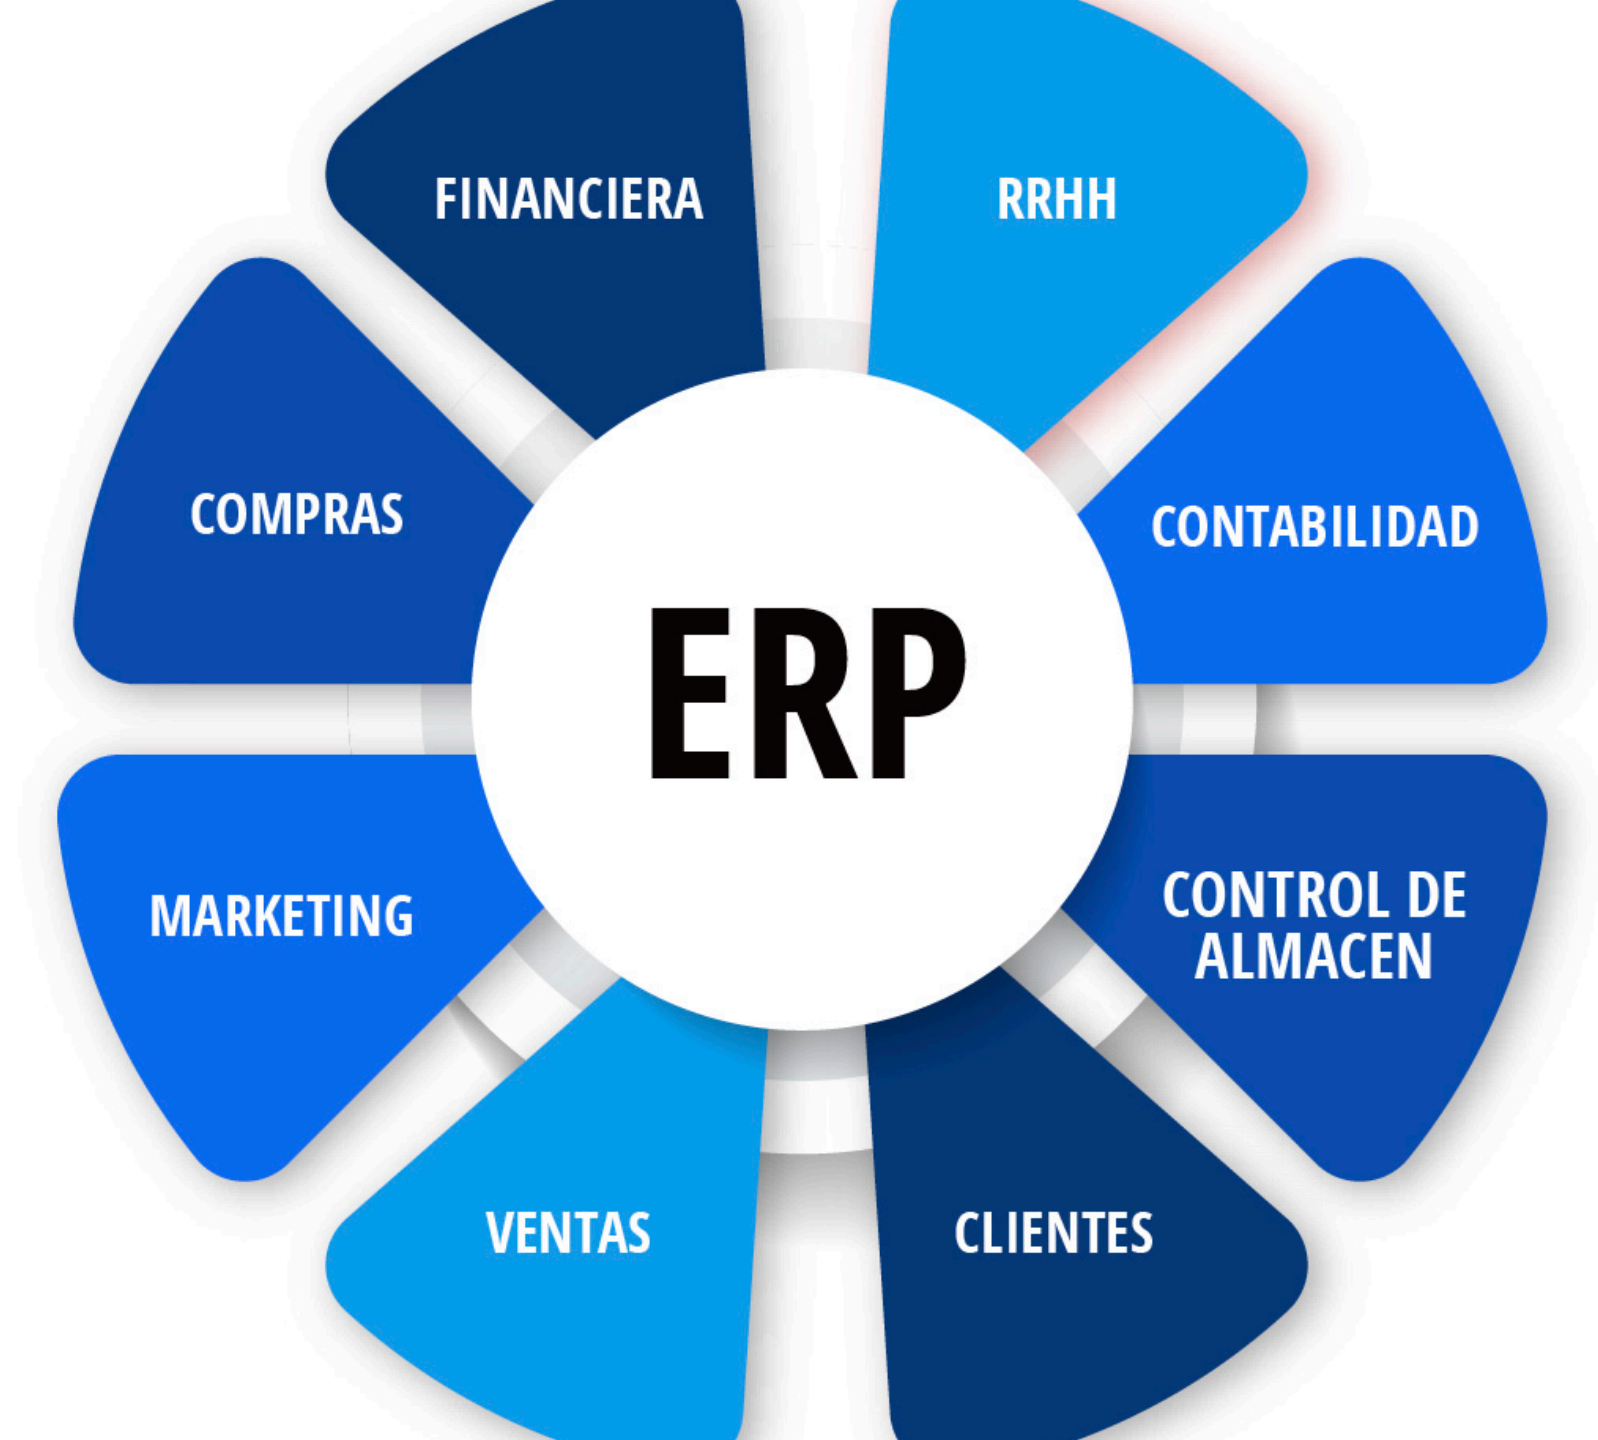 FINANCIERA
RRHH
COMPRAS
CONTABILIDAD
ERP
MARKETING
CONTROL DE
ALMACEN
VENTAS
CLIENTES